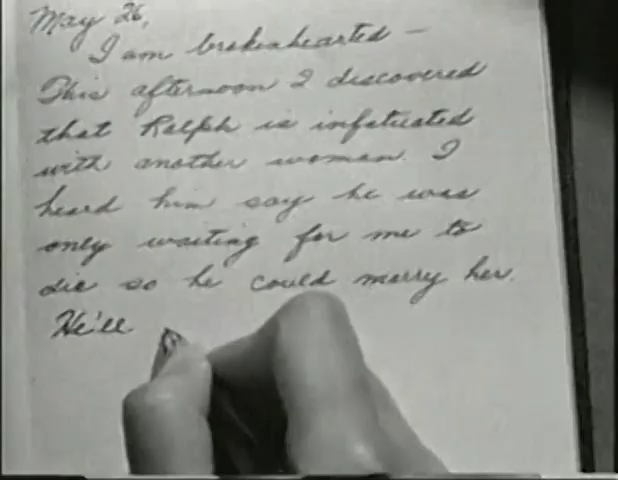 May 26,
I am brokenhearted —
This afternoon I discovered
that Ralph is infatuated
with another woman. I
heard him say he was
only waiting for me to
die so he could marry her.
He'll